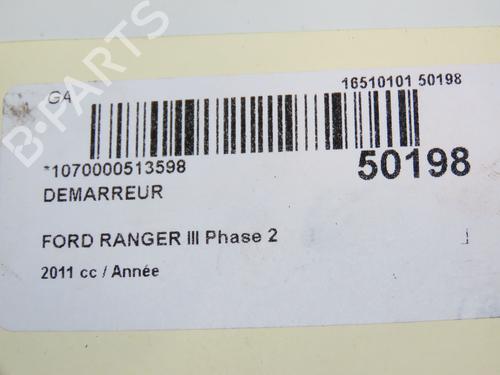 G4
16510101 50198
*1070000513598
50198
DEMARREUR
FORD RANGER III Phase 2
2011 cc / Année
B-PARTS